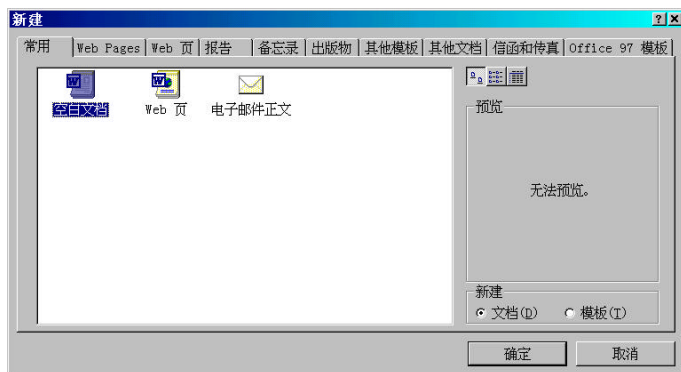 新建
常用 Web Pages Web 页 报告 备忘录 出版物 其他模板 其他文档 信函和传真 Office 97 模板
空白文档 Web 页 电子邮件正文
预览
无法预览。
新建
文档(D) 模板(T)
确定 取消